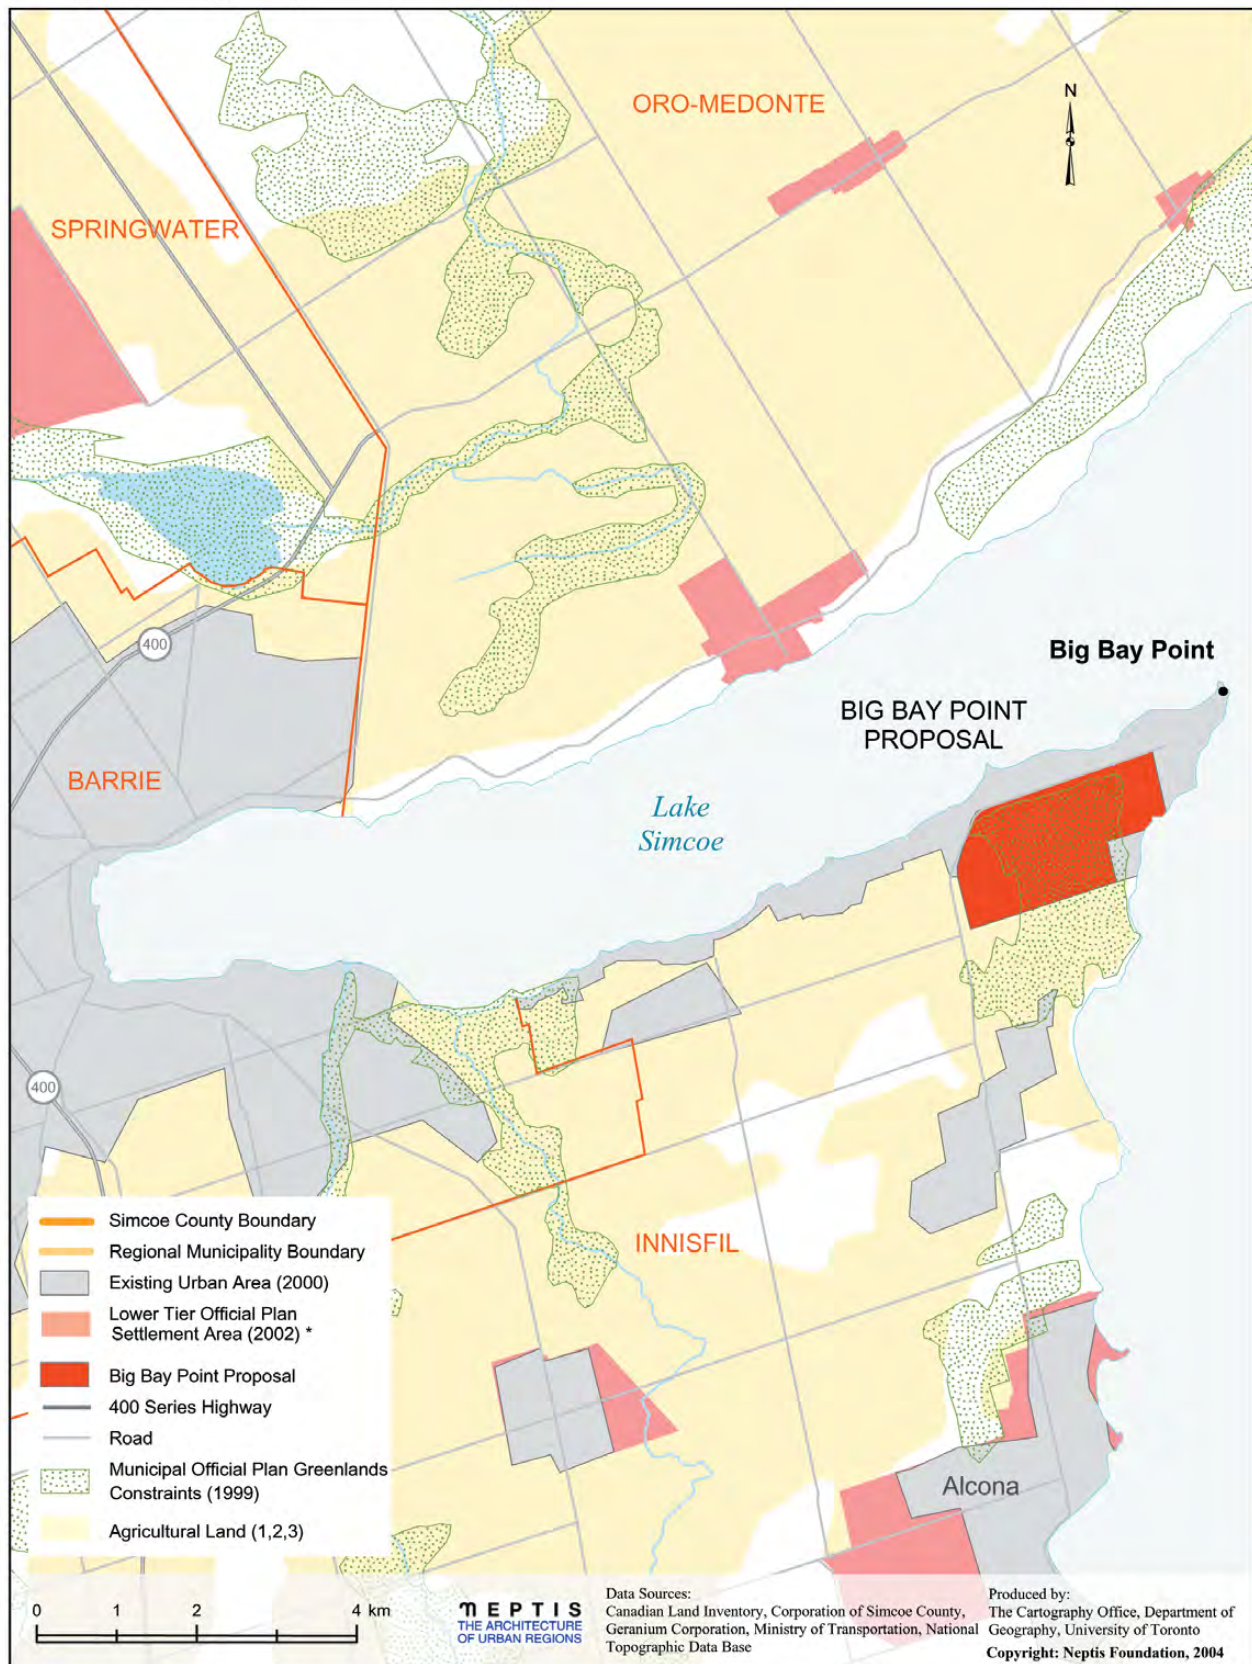 ORO-MEDONTE
N
SPRINGWATER
400
Big Bay Point
BIG BAY POINT
PROPOSAL
BARRIE
Lake
Simcoe
400
INNISFIL
Simcoe County Boundary
Regional Municipality Boundary
Existing Urban Area (2000)
Lower Tier Official Plan
Settlement Area (2002) *
Big Bay Point Proposal
400 Series Highway
Road
Municipal Official Plan Greenlands
Constraints (1999)
Agricultural Land (1,2,3)
Alcona
0 1 2 4 km
NEPTIS
THE ARCHITECTURE
OF URBAN REGIONS
Data Sources:
Canadian Land Inventory, Corporation of Simcoe County,
Geranium Corporation, Ministry of Transportation, National
Topographic Data Base
Produced by:
The Cartography Office, Department of
Geography, University of Toronto
Copyright: Neptis Foundation, 2004